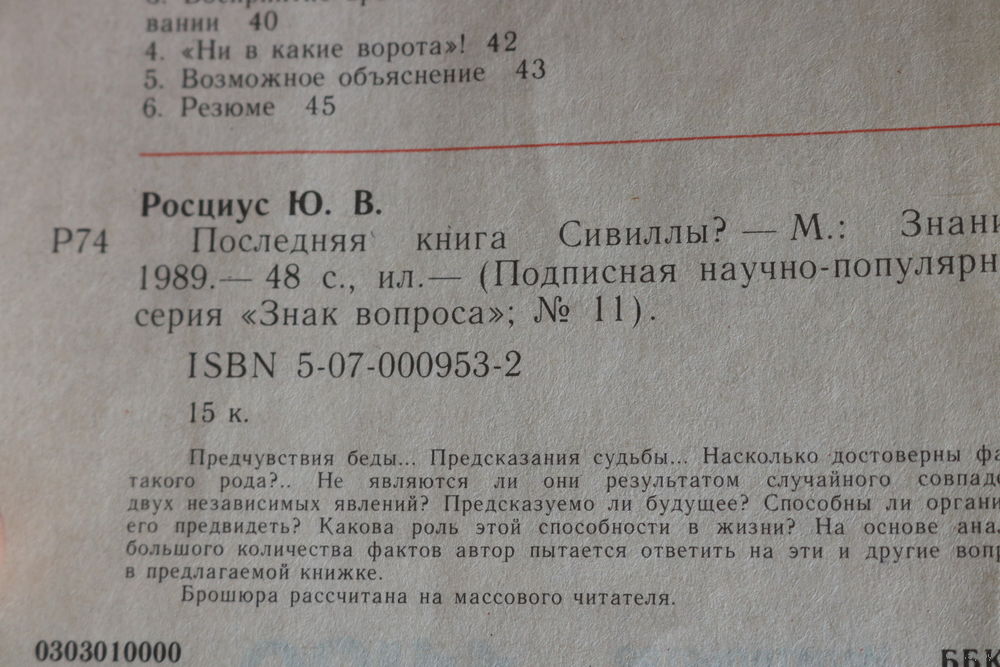 вании 40
4. «Ни в какие ворота»! 42
5. Возможное объяснение 43
6. Резюме 45
Росциус Ю. В.
Р74 Последняя книга Сивиллы? — М.: Знани
1989.— 48 с., ил.— (Подписная научно-популярн
серия «Знак вопроса»; № 11).
ISBN 5-07-000953-2
15 к.
Предчувствия беды... Предсказания судьбы... Насколько достоверны фа
такого рода?.. Не являются ли они результатом случайного совпаде
двух независимых явлений? Предсказуемо ли будущее? Способны ли органи
его предвидеть? Какова роль этой способности в жизни? На основе анал
большого количества фактов автор пытается ответить на эти и другие вопр
в предлагаемой книжке.
Брошюра рассчитана на массового читателя.
0303010000 ББК